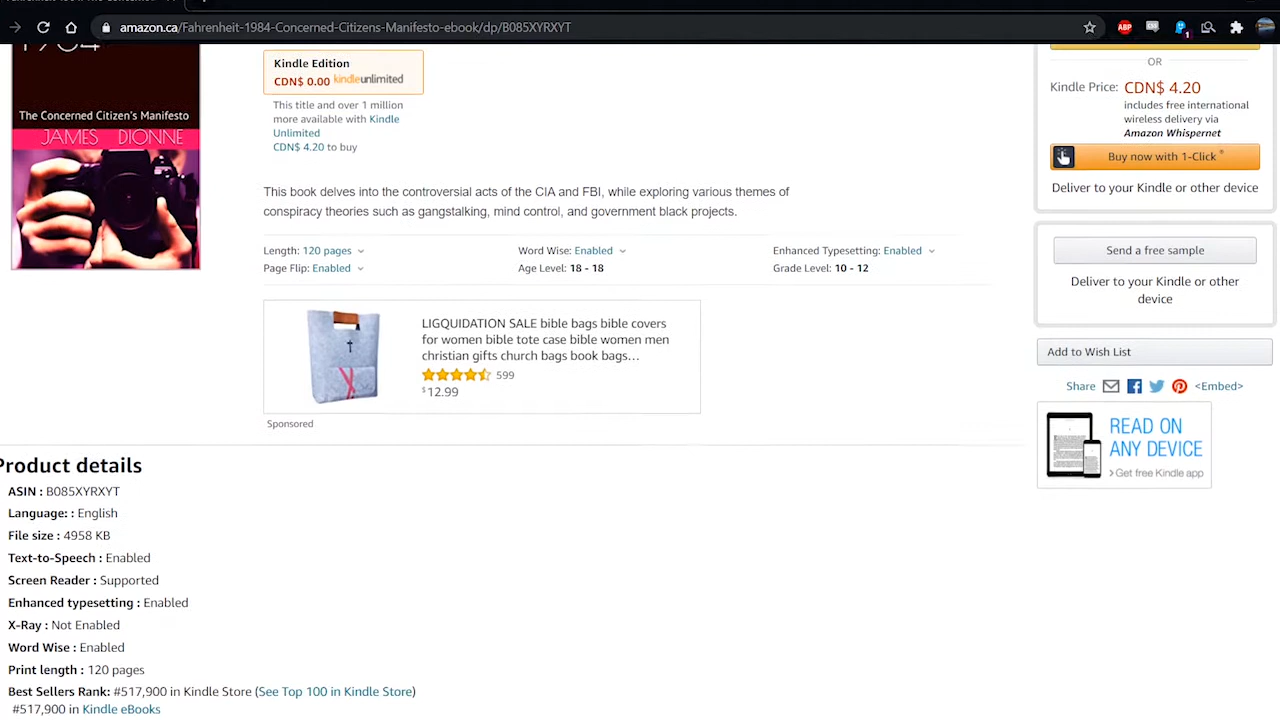 amazon.ca/Fahrenheit-1984-Concerned-Citizens-Manifesto-ebook/dp/B085XYRXYT
ABP
1
The Concerned Citizen's Manifesto
JAMES DIONNE
Kindle Edition
CDN$ 0.00 kindleunlimited
This title and over 1 million
more available with Kindle
Unlimited
CDN$ 4.20 to buy
This book delves into the controversial acts of the CIA and FBI, while exploring various themes of
conspiracy theories such as gangstalking, mind control, and government black projects.
Length: 120 pages
Word Wise: Enabled
Enhanced Typesetting: Enabled
Page Flip: Enabled
Age Level: 18 - 18
Grade Level: 10 - 12
LIGQUIDATION SALE bible bags bible covers
for women bible tote case bible women men
christian gifts church bags book bags...
599
$12.99
Sponsored
OR
Kindle Price: CDN$ 4.20
includes free international
wireless delivery via
Amazon Whispernet
Buy now with 1-Click ®
Deliver to your Kindle or other device
Send a free sample
Deliver to your Kindle or other
device
Add to Wish List
Share <Embed>
READ ON
ANY DEVICE
>Get free Kindle app
Product details
ASIN : B085XYRXYT
Language: : English
File size : 4958 KB
Text-to-Speech : Enabled
Screen Reader : Supported
Enhanced typesetting : Enabled
X-Ray : Not Enabled
Word Wise : Enabled
Print length : 120 pages
Best Sellers Rank: #517,900 in Kindle Store (See Top 100 in Kindle Store)
#517,900 in Kindle eBooks